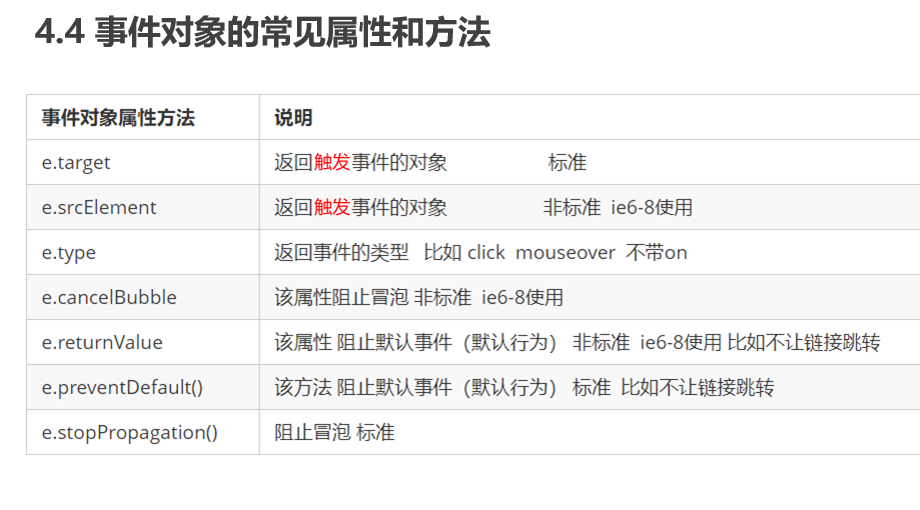 4.4 事件对象的常见属性和方法
事件对象属性方法 说明
e.target 返回触发事件的对象 标准
e.srcElement 返回触发事件的对象 非标准 ie6-8使用
e.type 返回事件的类型 比如 click mouseover 不带on
e.cancelBubble 该属性阻止冒泡 非标准 ie6-8使用
e.returnValue 该属性 阻止默认事件（默认行为） 非标准 ie6-8使用 比如不让链接跳转
e.preventDefault() 该方法 阻止默认事件（默认行为） 标准 比如不让链接跳转
e.stopPropagation() 阻止冒泡 标准